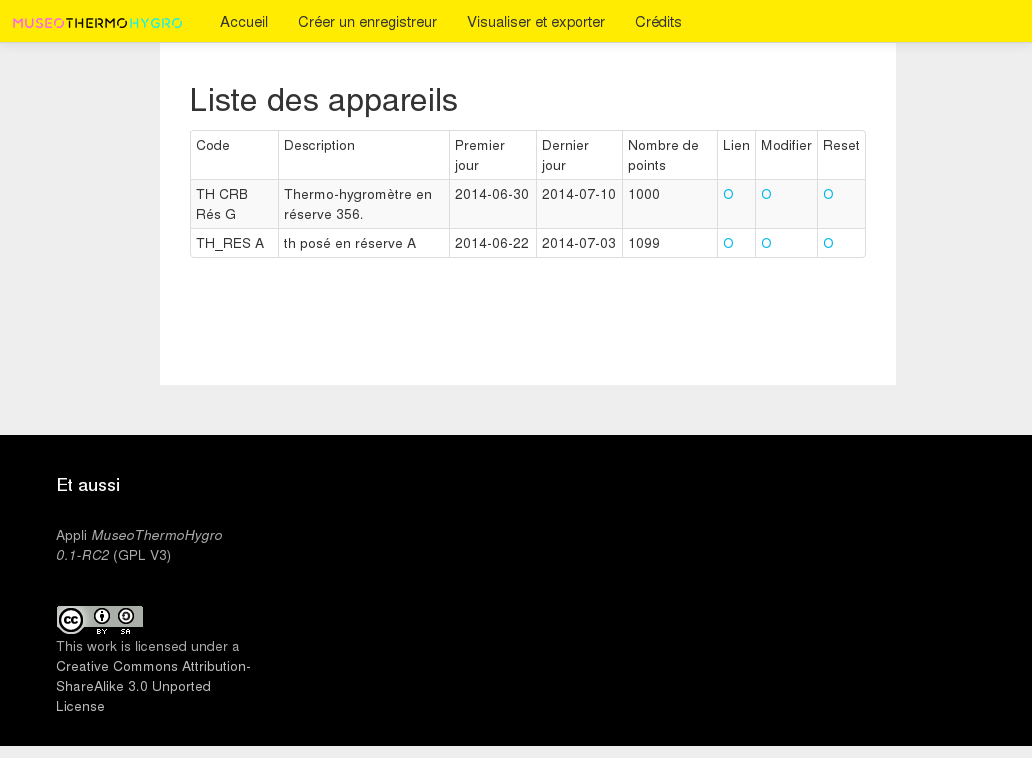 MUSEOTHERMOHYGRO Accueil Créer un enregistreur Visualiser et exporter Crédits
Liste des appareils
Code Description Premier jour Dernier jour Nombre de points Lien Modifier Reset
TH CRB Rés G Thermo-hygromètre en réserve 356. 2014-06-30 2014-07-10 1000 O O O
TH_RES A th posé en réserve A 2014-06-22 2014-07-03 1099 O O O
Et aussi
Appli MuseoThermoHygro
0.1-RC2 (GPL V3)
cc BY SA
This work is licensed under a
Creative Commons Attribution-
ShareAlike 3.0 Unported
License